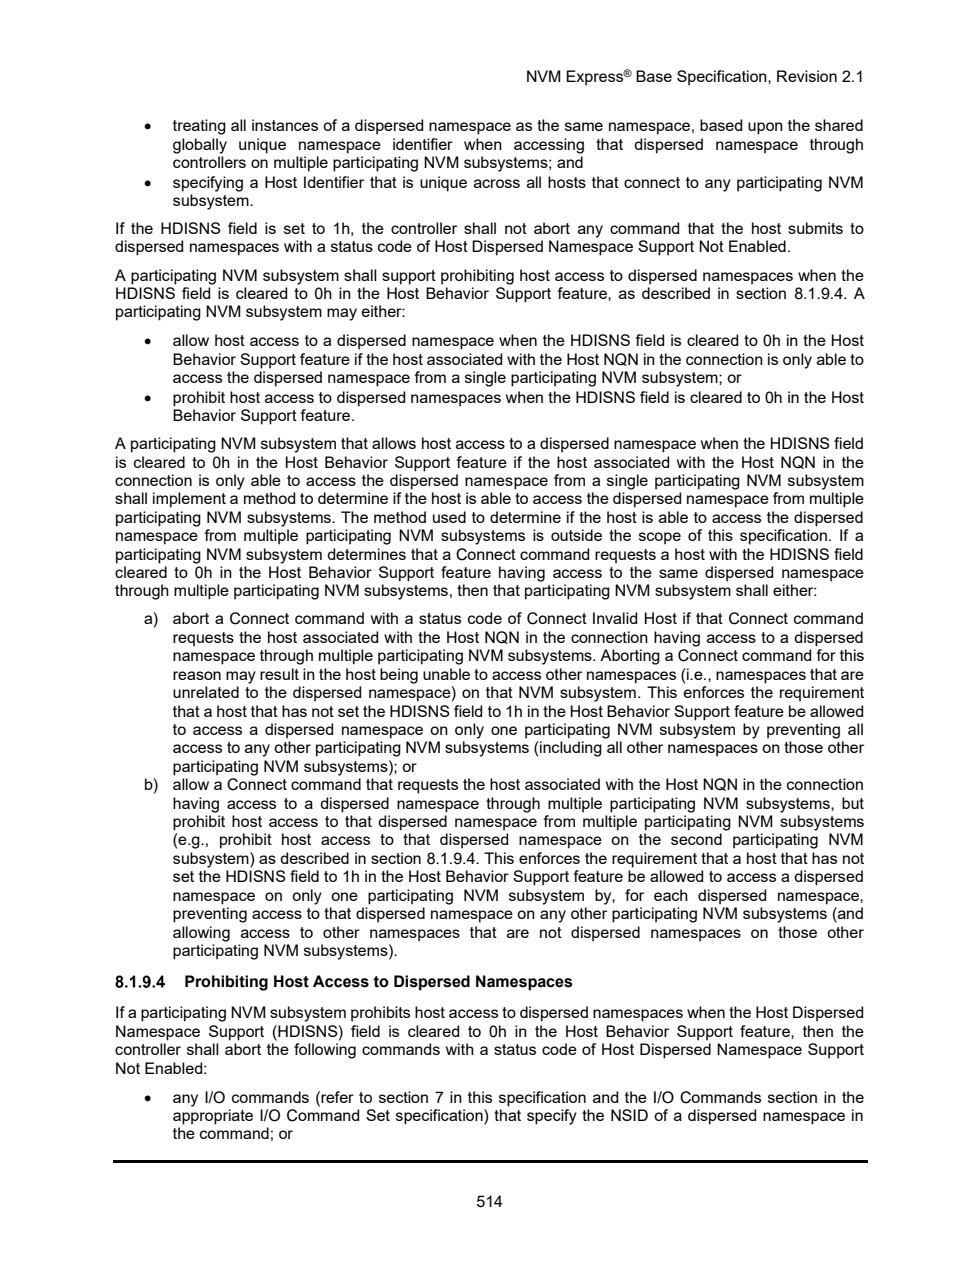 NVM Express® Base Specification, Revision 2.1
• treating all instances of a dispersed namespace as the same namespace, based upon the shared
globally unique namespace identifier when accessing that dispersed namespace through
controllers on multiple participating NVM subsystems; and
• specifying a Host Identifier that is unique across all hosts that connect to any participating NVM
subsystem.
If the HDISNS field is set to 1h, the controller shall not abort any command that the host submits to
dispersed namespaces with a status code of Host Dispersed Namespace Support Not Enabled.
A participating NVM subsystem shall support prohibiting host access to dispersed namespaces when the
HDISNS field is cleared to 0h in the Host Behavior Support feature, as described in section 8.1.9.4. A
participating NVM subsystem may either:
• allow host access to a dispersed namespace when the HDISNS field is cleared to 0h in the Host
Behavior Support feature if the host associated with the Host NQN in the connection is only able to
access the dispersed namespace from a single participating NVM subsystem; or
• prohibit host access to dispersed namespaces when the HDISNS field is cleared to 0h in the Host
Behavior Support feature.
A participating NVM subsystem that allows host access to a dispersed namespace when the HDISNS field
is cleared to 0h in the Host Behavior Support feature if the host associated with the Host NQN in the
connection is only able to access the dispersed namespace from a single participating NVM subsystem
shall implement a method to determine if the host is able to access the dispersed namespace from multiple
participating NVM subsystems. The method used to determine if the host is able to access the dispersed
namespace from multiple participating NVM subsystems is outside the scope of this specification. If a
participating NVM subsystem determines that a Connect command requests a host with the HDISNS field
cleared to 0h in the Host Behavior Support feature having access to the same dispersed namespace
through multiple participating NVM subsystems, then that participating NVM subsystem shall either:
a) abort a Connect command with a status code of Connect Invalid Host if that Connect command
requests the host associated with the Host NQN in the connection having access to a dispersed
namespace through multiple participating NVM subsystems. Aborting a Connect command for this
reason may result in the host being unable to access other namespaces (i.e., namespaces that are
unrelated to the dispersed namespace) on that NVM subsystem. This enforces the requirement
that a host that has not set the HDISNS field to 1h in the Host Behavior Support feature be allowed
to access a dispersed namespace on only one participating NVM subsystem by preventing all
access to any other participating NVM subsystems (including all other namespaces on those other
participating NVM subsystems); or
b) allow a Connect command that requests the host associated with the Host NQN in the connection
having access to a dispersed namespace through multiple participating NVM subsystems, but
prohibit host access to that dispersed namespace from multiple participating NVM subsystems
(e.g., prohibit host access to that dispersed namespace on the second participating NVM
subsystem) as described in section 8.1.9.4. This enforces the requirement that a host that has not
set the HDISNS field to 1h in the Host Behavior Support feature be allowed to access a dispersed
namespace on only one participating NVM subsystem by, for each dispersed namespace,
preventing access to that dispersed namespace on any other participating NVM subsystems (and
allowing access to other namespaces that are not dispersed namespaces on those other
participating NVM subsystems).
8.1.9.4 Prohibiting Host Access to Dispersed Namespaces
If a participating NVM subsystem prohibits host access to dispersed namespaces when the Host Dispersed
Namespace Support (HDISNS) field is cleared to 0h in the Host Behavior Support feature, then the
controller shall abort the following commands with a status code of Host Dispersed Namespace Support
Not Enabled:
• any I/O commands (refer to section 7 in this specification and the I/O Commands section in the
appropriate I/O Command Set specification) that specify the NSID of a dispersed namespace in
the command; or
514